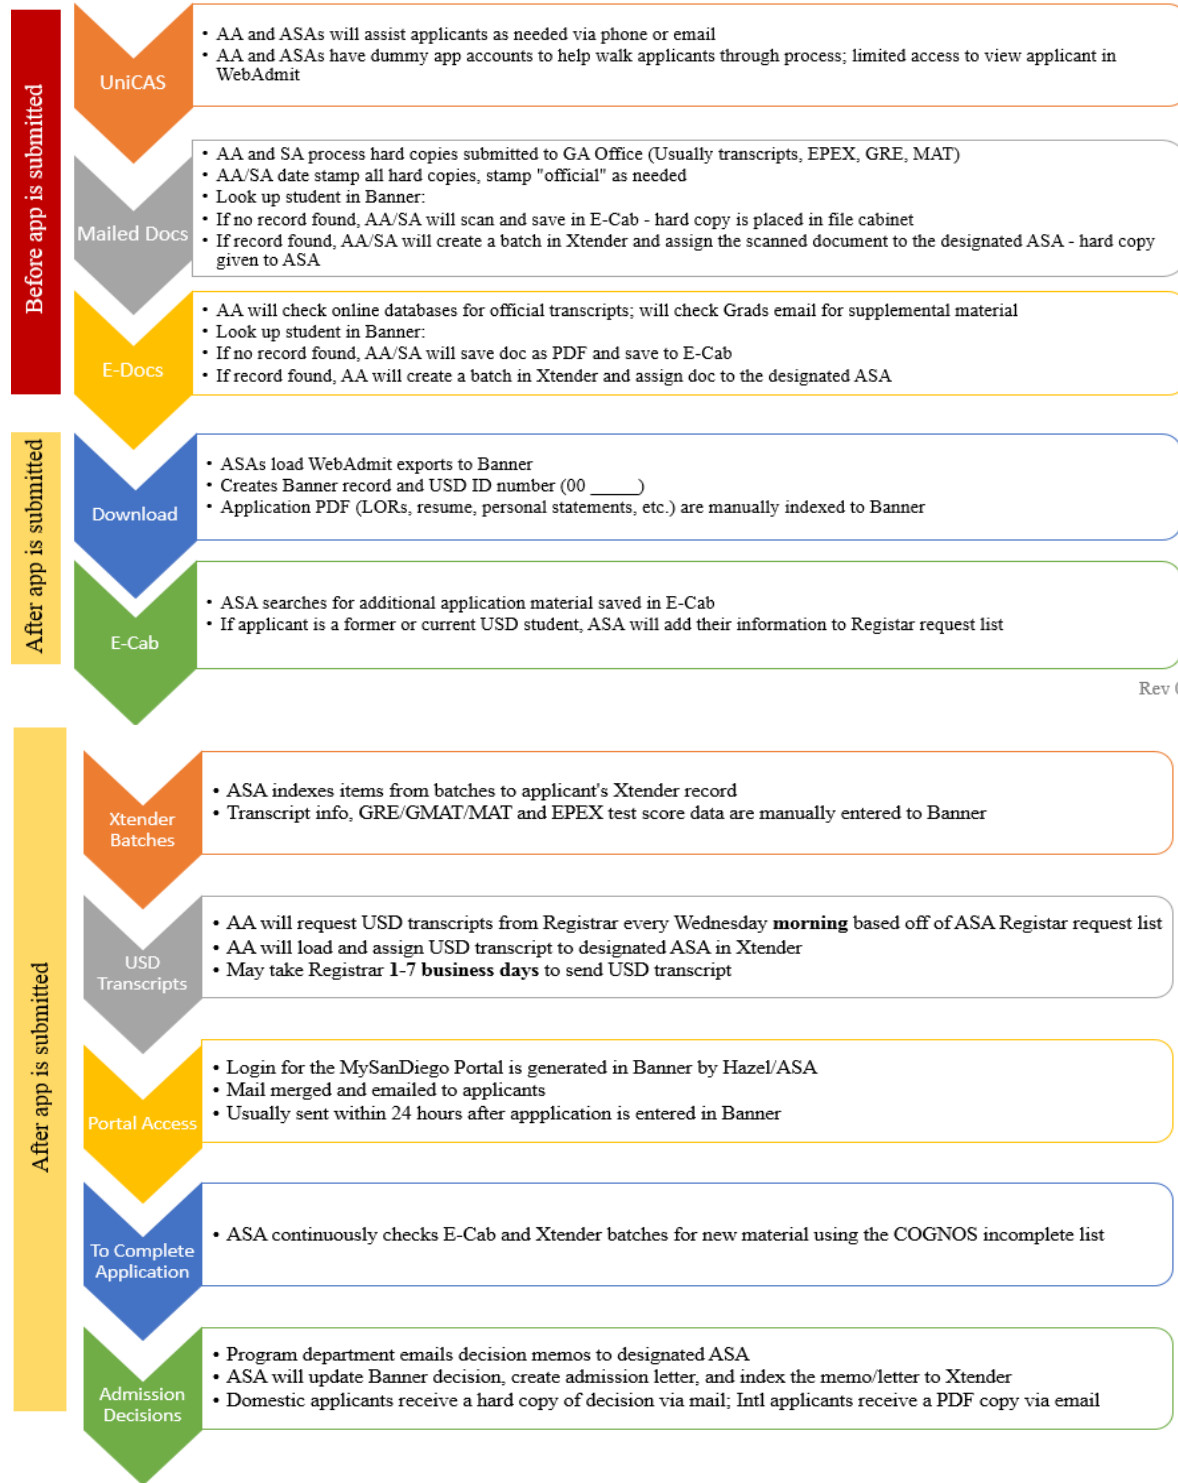 Before app is submitted
UniCAS
• AA and ASAs will assist applicants as needed via phone or email
• AA and ASAs have dummy app accounts to help walk applicants through process; limited access to view applicant in
WebAdmit
Mailed Docs
• AA and SA process hard copies submitted to GA Office (Usually transcripts, EPEX, GRE, MAT)
• AA/SA date stamp all hard copies, stamp "official" as needed
• Look up student in Banner:
• If no record found, AA/SA will scan and save in E-Cab - hard copy is placed in file cabinet
• If record found, AA/SA will create a batch in Xtender and assign the scanned document to the designated ASA - hard copy
given to ASA
E-Docs
• AA will check online databases for official transcripts; will check Grads email for supplemental material
• Look up student in Banner:
• If no record found, AA/SA will save doc as PDF and save to E-Cab
• If record found, AA will create a batch in Xtender and assign doc to the designated ASA
After app is submitted
Download
• ASAs load WebAdmit exports to Banner
• Creates Banner record and USD ID number (00 _____)
• Application PDF (LORs, resume, personal statements, etc.) are manually indexed to Banner
E-Cab
• ASA searches for additional application material saved in E-Cab
• If applicant is a former or current USD student, ASA will add their information to Registar request list
Rev
After app is submitted
Xtender
Batches
• ASA indexes items from batches to applicant's Xtender record
• Transcript info, GRE/GMAT/MAT and EPEX test score data are manually entered to Banner
USD
Transcripts
• AA will request USD transcripts from Registrar every Wednesday morning based off of ASA Registar request list
• AA will load and assign USD transcript to designated ASA in Xtender
• May take Registrar 1-7 business days to send USD transcript
Portal Access
• Login for the MySanDiego Portal is generated in Banner by Hazel/ASA
• Mail merged and emailed to applicants
• Usually sent within 24 hours after appplication is entered in Banner
To Complete
Application
• ASA continuously checks E-Cab and Xtender batches for new material using the COGNOS incomplete list
Admission
Decisions
• Program department emails decision memos to designated ASA
• ASA will update Banner decision, create admission letter, and index the memo/letter to Xtender
• Domestic applicants receive a hard copy of decision via mail; Intl applicants receive a PDF copy via email